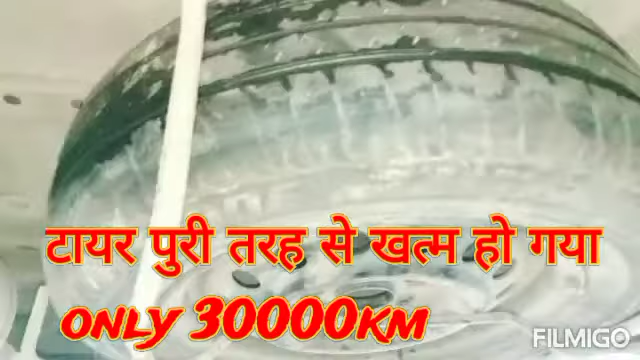 टायर पुरी तरह से खत्म हो गया
ONLY 30000KM
FILMIGO